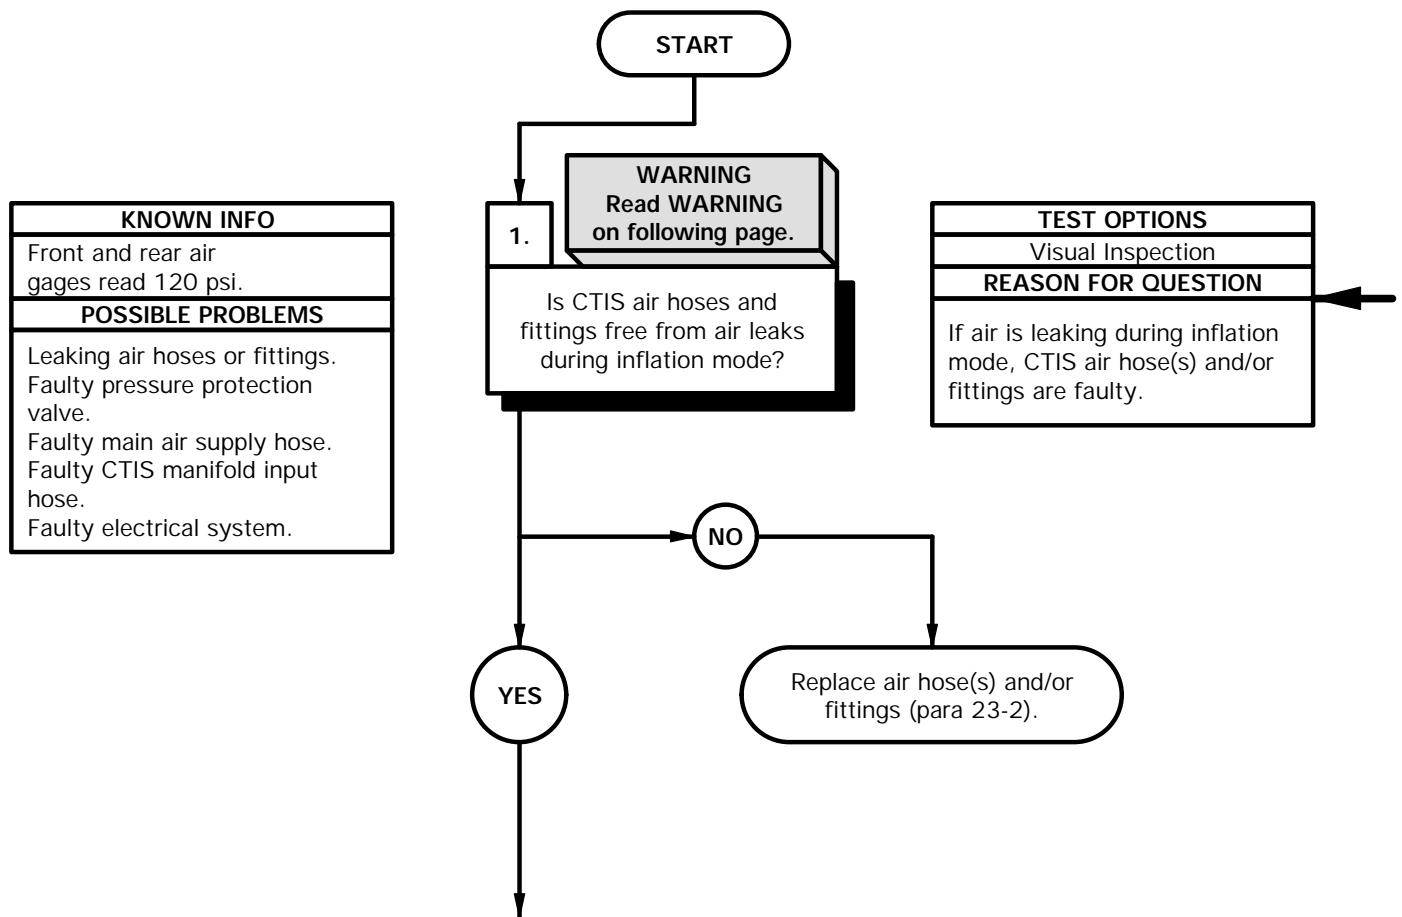 START
KNOWN INFO
Front and rear air
gages read 120 psi.
POSSIBLE PROBLEMS
Leaking air hoses or fittings.
Faulty pressure protection
valve.
Faulty main air supply hose.
Faulty CTIS manifold input
hose.
Faulty electrical system.
1.
WARNING
Read WARNING
on following page.
Is CTIS air hoses and
fittings free from air leaks
during inflation mode?
TEST OPTIONS
Visual Inspection
REASON FOR QUESTION
If air is leaking during inflation
mode, CTIS air hose(s) and/or
fittings are faulty.
NO
YES
Replace air hose(s) and/or
fittings (para 23-2).